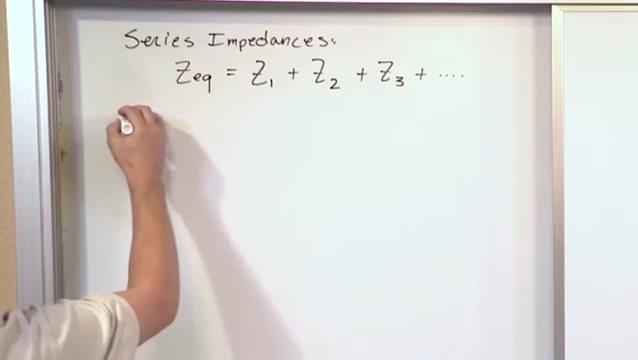 Series Impedances:
Zeq = Z₁ + Z₂ + Z₃ + ....